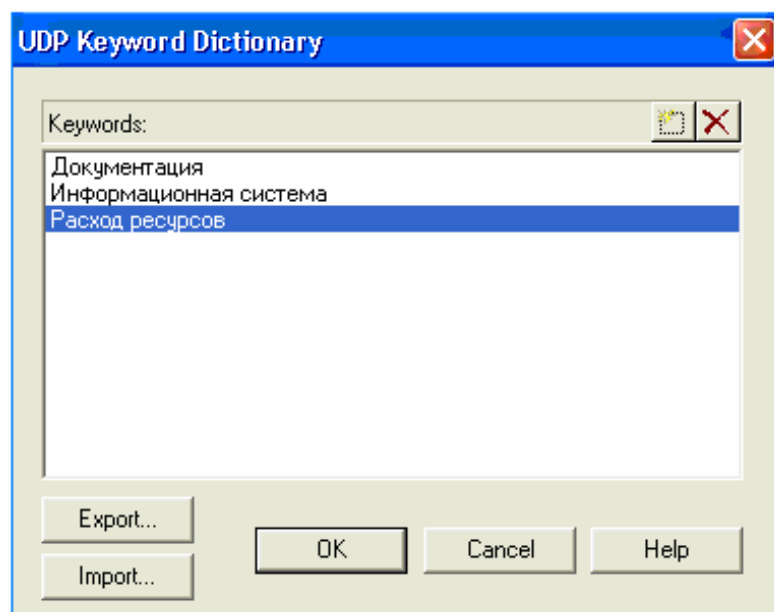 UDP Keyword Dictionary
Keywords:
Документация
Информационная система
Расход ресурсов
Export...
OK Cancel Help
Import...